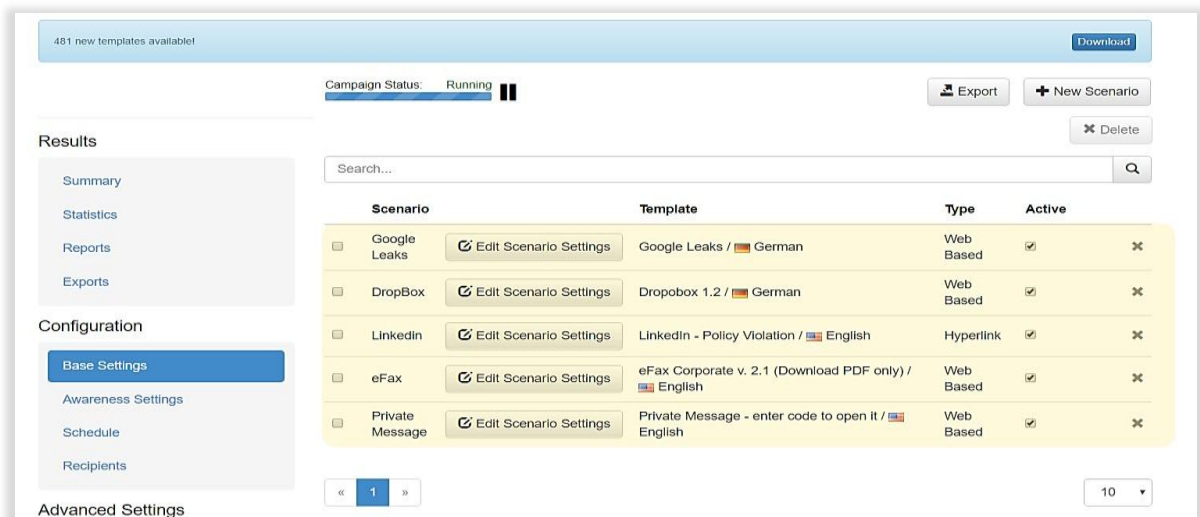 481 new templates available!
Download
Campaign Status: Running
Export
New Scenario
Delete
Results
Summary
Statistics
Reports
Exports
Configuration
Base Settings
Awareness Settings
Schedule
Recipients
Advanced Settings
Search...
Scenario Template Type Active
Google
Leaks
Edit Scenario Settings
Google Leaks / German
Web
Based
DropBox
Edit Scenario Settings
Dropobox 1.2 / German
Web
Based
Linkedin
Edit Scenario Settings
LinkedIn - Policy Violation / English
Hyperlink
eFax
Edit Scenario Settings
eFax Corporate v. 2.1 (Download PDF only) /
English
Web
Based
Private
Message
Edit Scenario Settings
Private Message - enter code to open it /
English
Web
Based
« 1 »
10